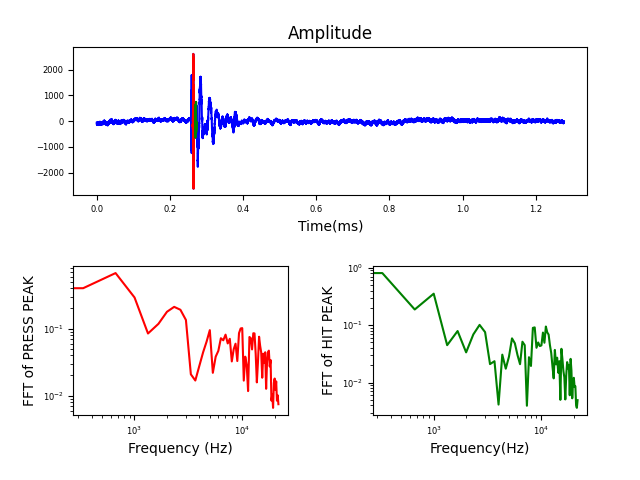 Amplitude
2000
1000
0
−1000
−2000
0.0 0.2 0.4 0.6 0.8 1.0 1.2
Time(ms)
FFT of PRESS PEAK
10⁻¹
10⁻²
10³ 10⁴
Frequency (Hz)
FFT of HIT PEAK
10⁰
10⁻¹
10⁻²
10³ 10⁴
Frequency(Hz)